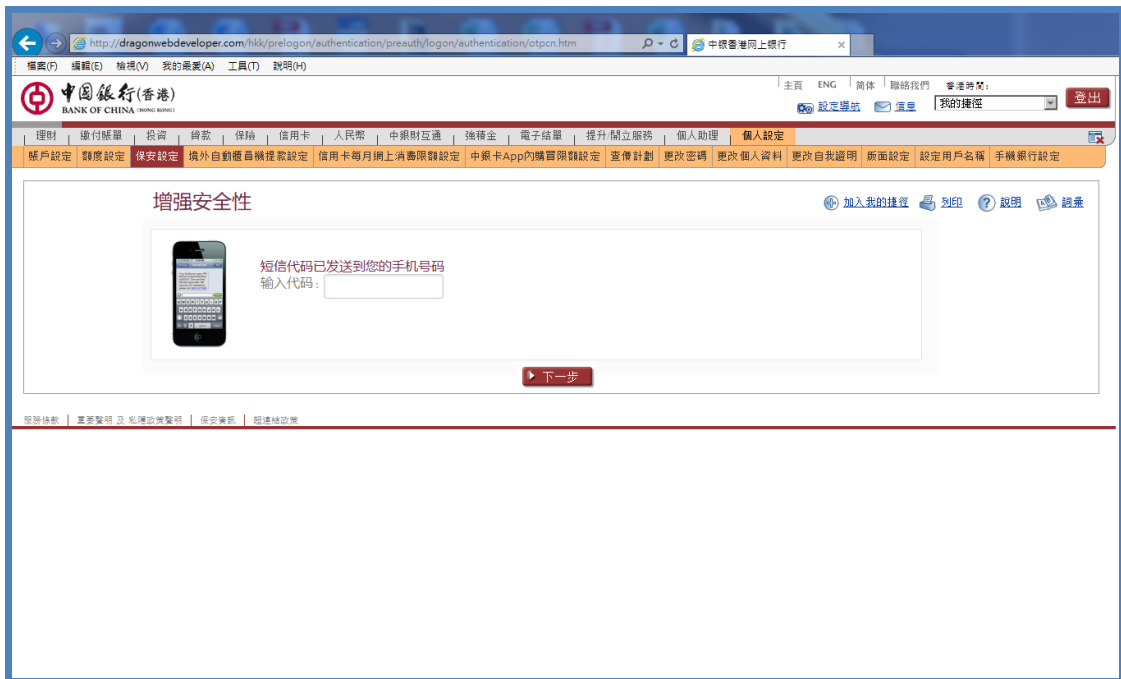 http://dragonwebdeveloper.com/hkk/prelogon/authentication/preauth/logon/authentication/otpcn.htm 中银香港网上银行
檔案(F) 編輯(E) 檢視(V) 我的最愛(A) 工具(T) 說明(H)
中國銀行(香港)
BANK OF CHINA (HONG KONG)
主頁 ENG 简体 聯絡我們 香港時間:
設定導航 信息 我的捷徑 登出
理財 繳付賬單 投资 貸款 保險 信用卡 人民幣 中銀財互通 強積金 電子結單 提升/開立服務 個人助理 個人設定
賬戶設定 額度設定 保安設定 境外自動櫃員機提款設定 信用卡每月網上消費限額設定 中銀卡App內購買限額設定 查傳計劃 更改密碼 更改個人資料 更改自我證明 版面設定 設定用戶名稱 手機銀行設定
增强安全性
加入我的捷徑 列印 說明 詞彙
短信代码已发送到您的手机号码
输入代码:
下一步
服務條款 重要聲明 及 私隱政策聲明 保安資訊 超連結政策